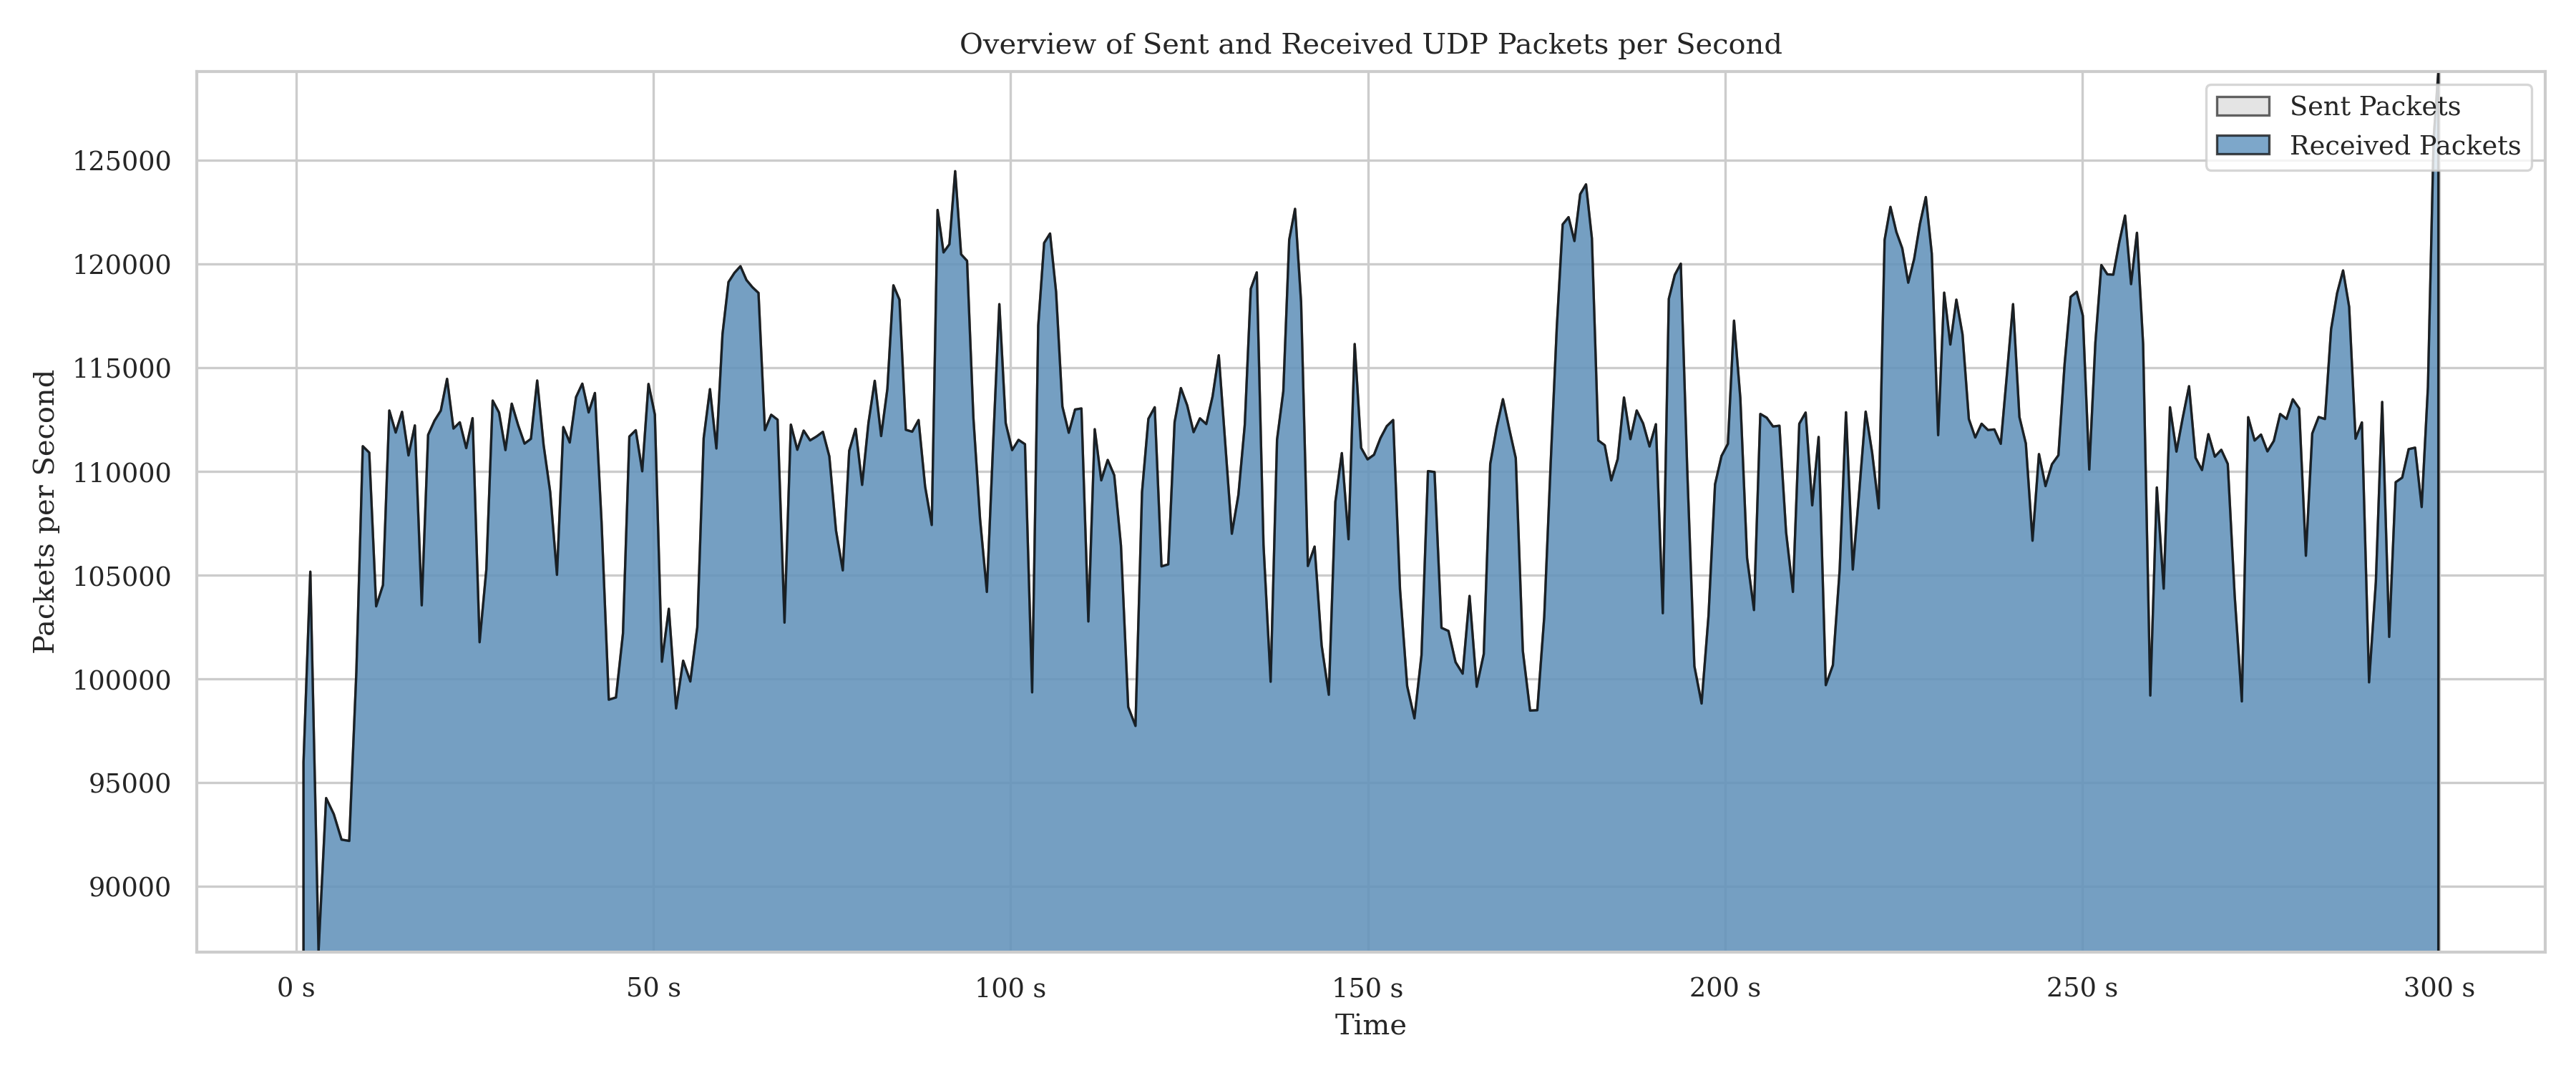 Overview of Sent and Received UDP Packets per Second
Sent Packets
Received Packets
Packets per Second
125000
120000
115000
110000
105000
100000
95000
90000
0 s
50 s
100 s
150 s
200 s
250 s
300 s
Time